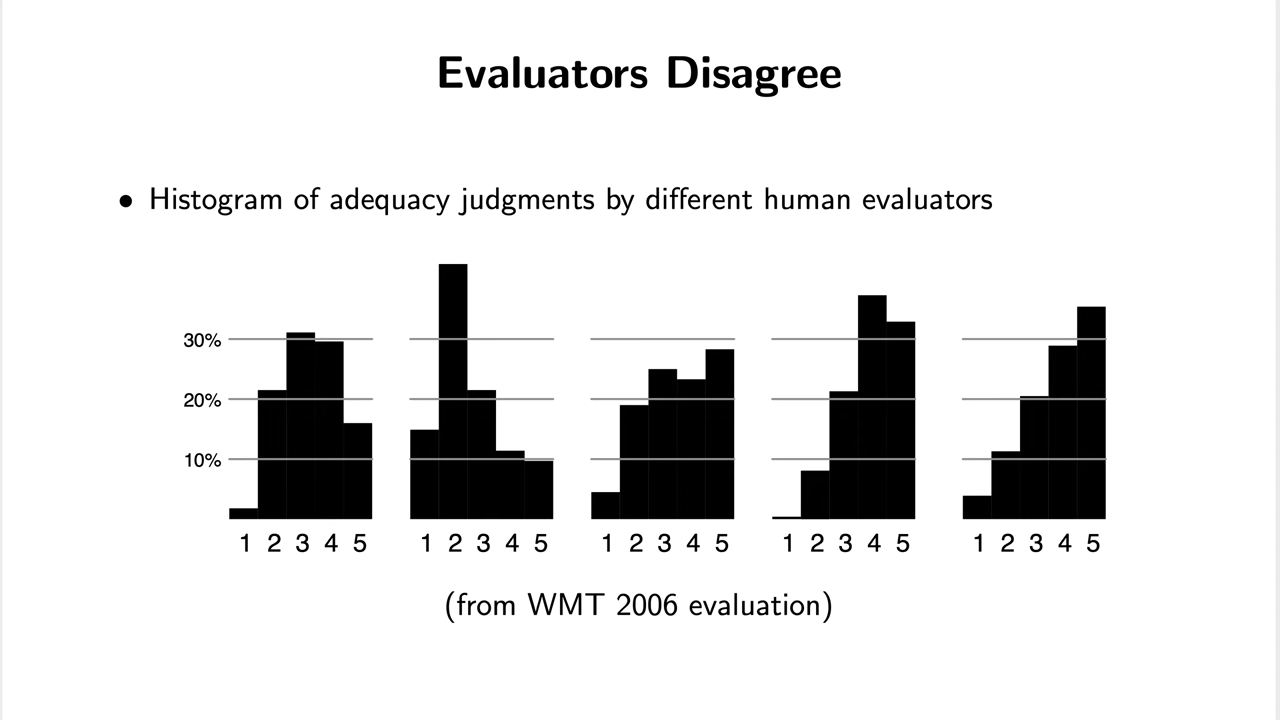 Evaluators Disagree
• Histogram of adequacy judgments by different human evaluators
30%
20%
10%
1 2 3 4 5 1 2 3 4 5 1 2 3 4 5 1 2 3 4 5 1 2 3 4 5
(from WMT 2006 evaluation)